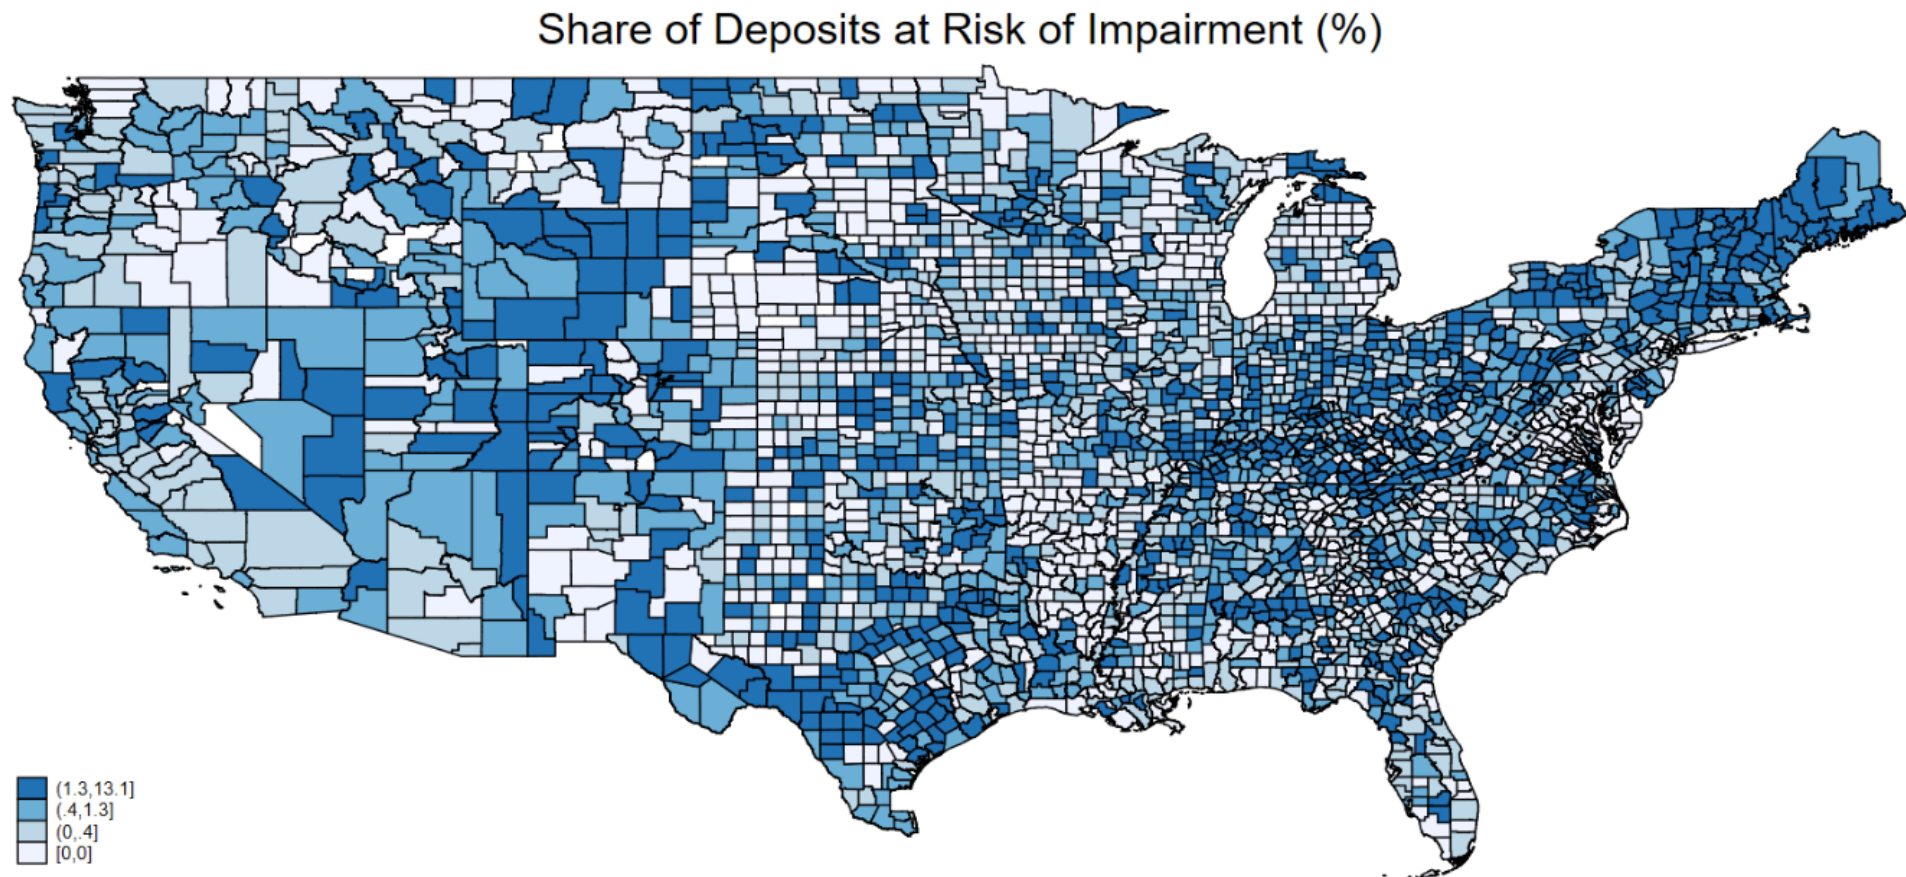 Share of Deposits at Risk of Impairment (%)
(1.3,13.1]
(.4,1.3]
(0,.4]
[0,0]